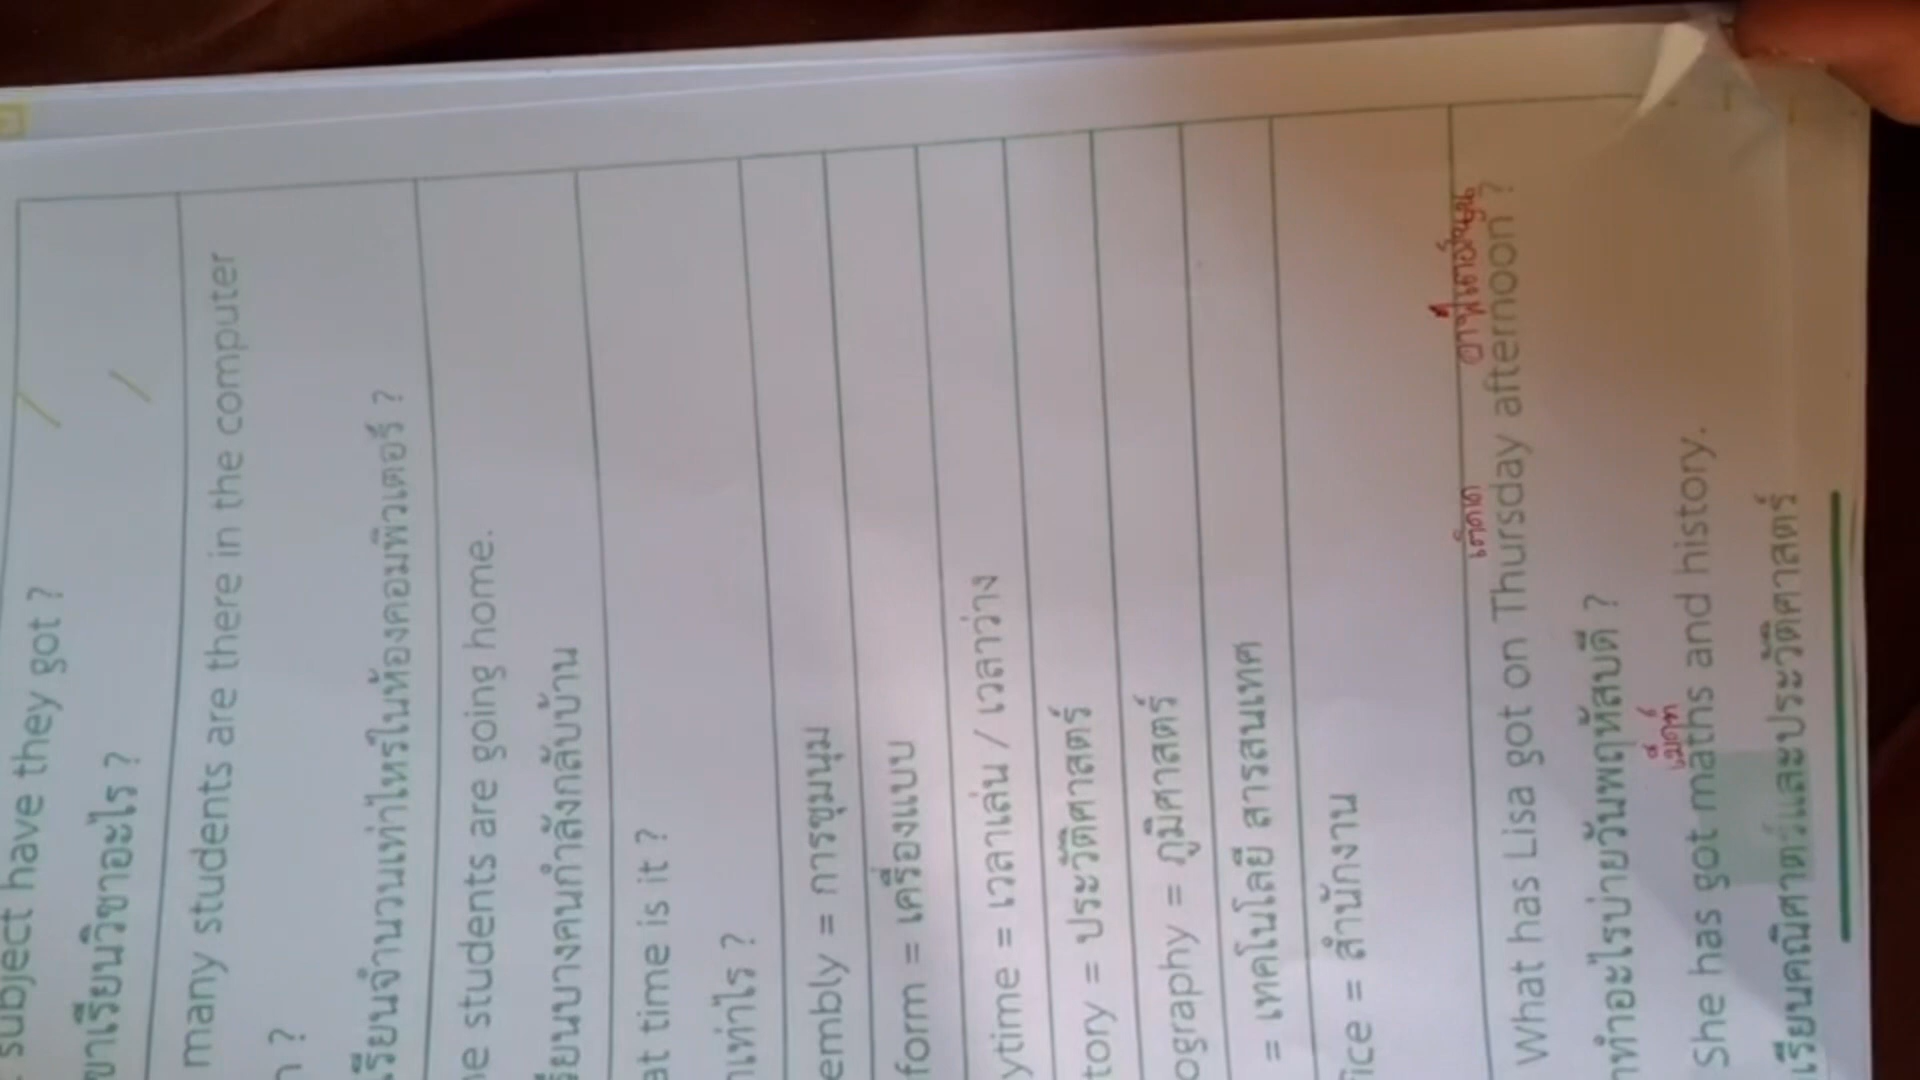 subject have they got ?
ขาเรียนวิชาอะไร ?
many students are there in the computer
?
เรียนจำนวนเท่าไหร่ในห้องคอมพิวเตอร์ ?
ne students are going home.
รียนบางคนกำลังกลับบ้าน
at time is it ?
าเท่าไร ?
embly = การชุมนุม
form = เครื่องแบบ
ytime = เวลาเล่น / เวลาว่าง
tory = ประวัติศาสตร์
ography = ภูมิศาสตร์
= เทคโนโลยี สารสนเทศ
fice = สำนักงาน
What has Lisa got on Thursday afternoon ?
าทำอะไรบ่ายวันพฤหัสบดี ?
She has got maths and history.
เรียนคณิศาตว์และประวัติศาสตร์